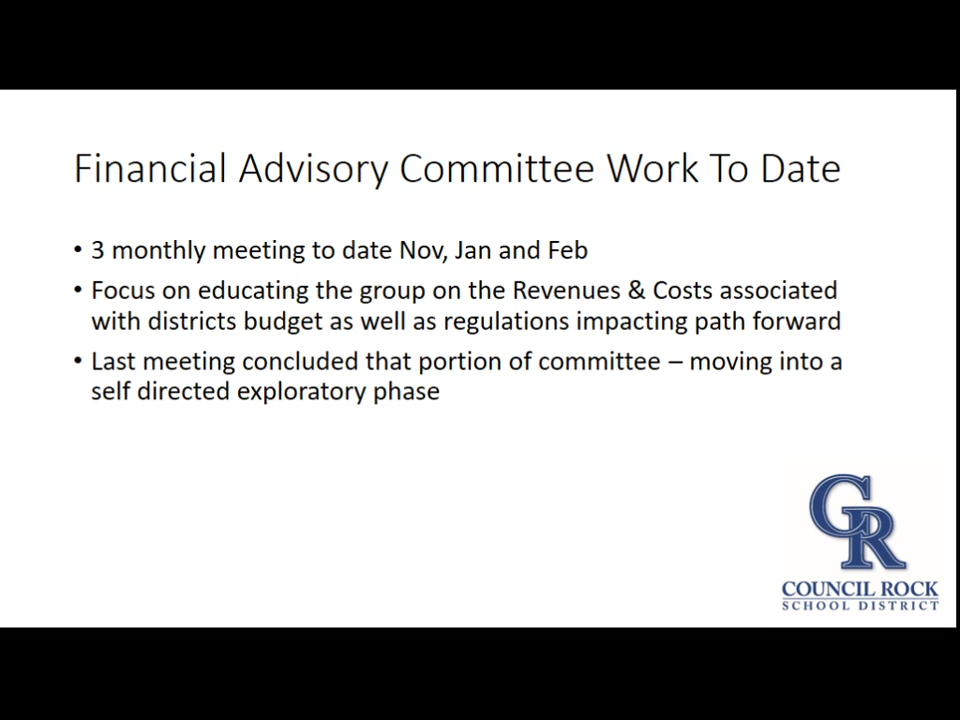 Financial Advisory Committee Work To Date
• 3 monthly meeting to date Nov, Jan and Feb
• Focus on educating the group on the Revenues & Costs associated
with districts budget as well as regulations impacting path forward
• Last meeting concluded that portion of committee – moving into a
self directed exploratory phase
CR
COUNCIL ROCK
SCHOOL DISTRICT